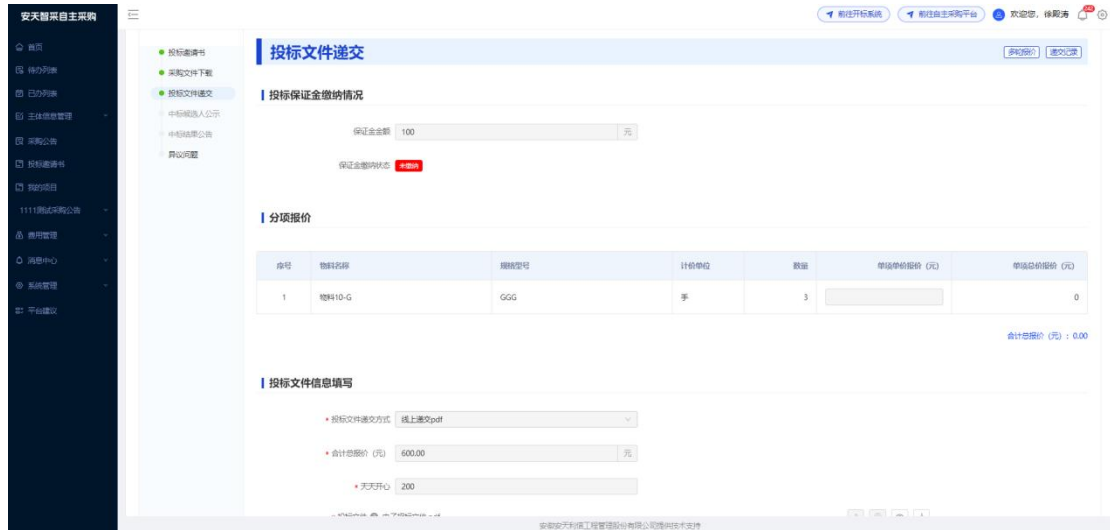 安天智采自主采购
前往开标系统
前往自主采购平台
欢迎您，徐殿涛
首页
待办列表
已办列表
主体信息管理
采购公告
投标邀请书
我的项目
1111测试采购公告
费用管理
消息中心
系统管理
平台建议
投标邀请书
采购文件下载
投标文件递交
中标候选人公示
中标结果公告
异议问题
投标文件递交
多轮报价
递交记录
投标保证金缴纳情况
保证金金额 100 元
保证金缴纳状态 未缴纳
分项报价
序号 物料名称 规格型号 计价单位 数量 单项单价报价（元） 单项总价报价（元）
1 物料10-G GGG 手 3 0
合计总报价（元）：0.00
投标文件信息填写
* 投标文件递交方式 线上递交pdf
* 合计总报价（元） 600.00 元
* 天天开心 200
安徽安天利信工程管理股份有限公司提供技术支持